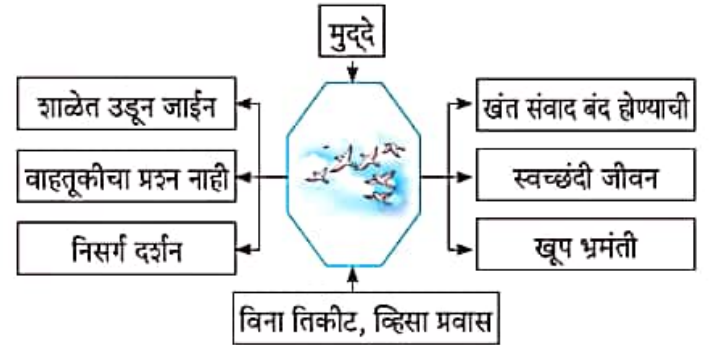 मुद्दे
शाळेत उडून जाईन
वाहतूकीचा प्रश्न नाही
निसर्ग दर्शन
खंत संवाद बंद होण्याची
स्वच्छंदी जीवन
खूप भ्रमंती
विना तिकीट, व्हिसा प्रवास